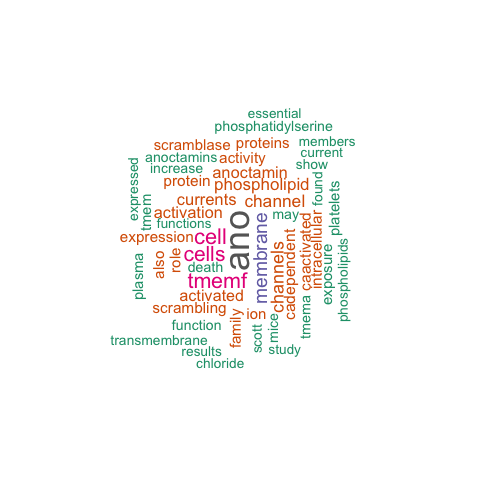 essential
phosphatidylserine
scramblase
proteins
members
current
anoctamins
activity
show
increase
anoctamin
protein
phospholipid
found
expressed
tmem
currents
channel
platelets
activation
may
functions
ano
membrane
intracellular
caactivated
expression
cell
cells
also
role
death
channels
cadependent
exposure
phospholipids
plasma
tmemf
activated
scrambling
ion
tmema
function
family
scott
mice
transmembrane
results
study
chloride